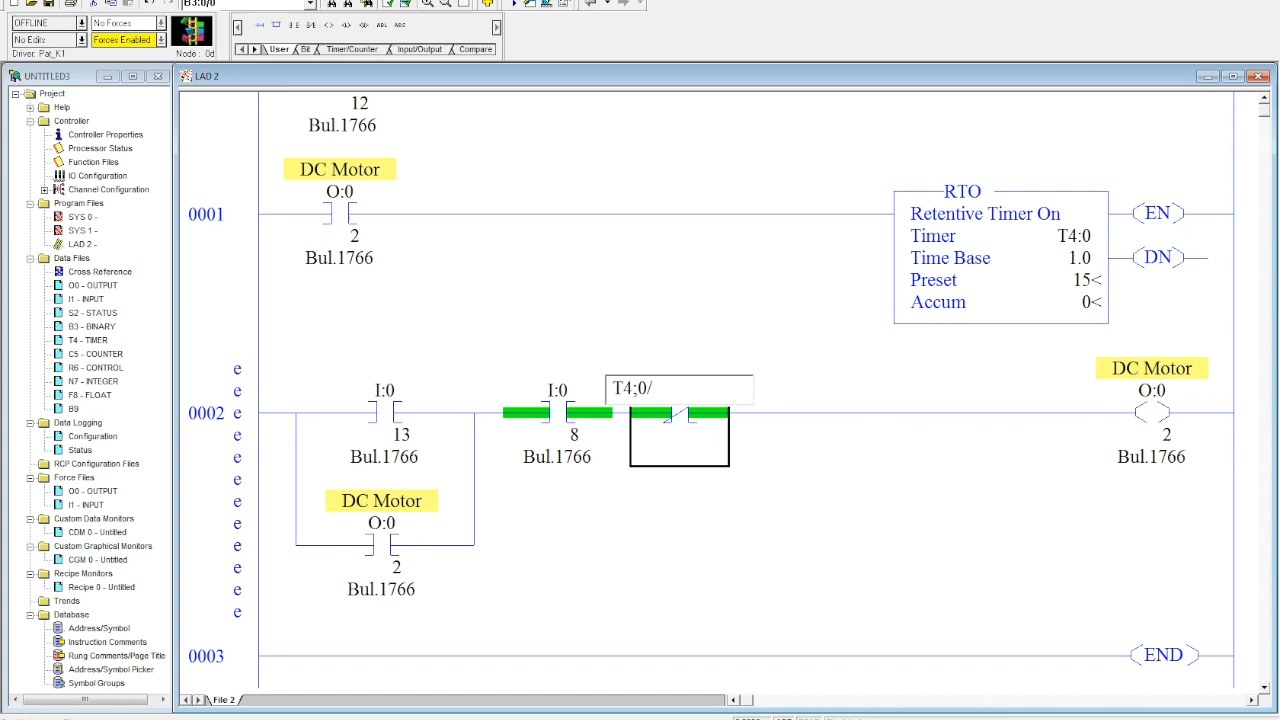 B3:0/0
OFFLINE
No Forces
No Edits
Forces Enabled
Driver: Pat_K1
Node : 0d
User
Bit
Timer/Counter
Input/Output
Compare
UNTITLED3
LAD 2
Project
Help
Controller
Controller Properties
Processor Status
Function Files
IO Configuration
Channel Configuration
Program Files
SYS 0 -
SYS 1 -
LAD 2 -
Data Files
Cross Reference
O0 - OUTPUT
I1 - INPUT
S2 - STATUS
B3 - BINARY
T4 - TIMER
C5 - COUNTER
R6 - CONTROL
N7 - INTEGER
F8 - FLOAT
B9
Data Logging
Configuration
Status
RCP Configuration Files
Force Files
O0 - OUTPUT
I1 - INPUT
Custom Data Monitors
CDM 0 - Untitled
Custom Graphical Monitors
CGM 0 - Untitled
Recipe Monitors
Recipe 0 - Untitled
Trends
Database
Address/Symbol
Instruction Comments
Rung Comments/Page Title
Address/Symbol Picker
Symbol Groups
12
Bul.1766
DC Motor
O:0
0001
2
Bul.1766
RTO
Retentive Timer On
Timer T4:0
Time Base 1.0
Preset 15<
Accum 0<
EN
DN
e
e
0002 e
e
e
e
e
e
e
e
e
e
I:0
13
Bul.1766
I:0
8
Bul.1766
T4;0/
DC Motor
O:0
2
Bul.1766
DC Motor
O:0
2
Bul.1766
0003
END
File 2